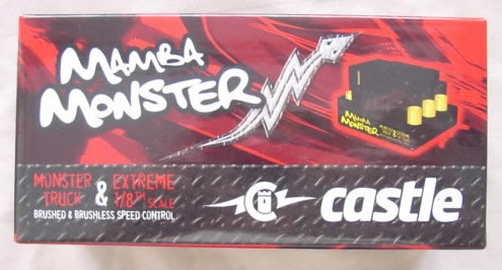 MAMBA
MONSTER
MAMBA
MONSTER
MONSTER TRUCK & EXTREME 1/8TH SCALE
BRUSHED & BRUSHLESS SPEED CONTROL
castle